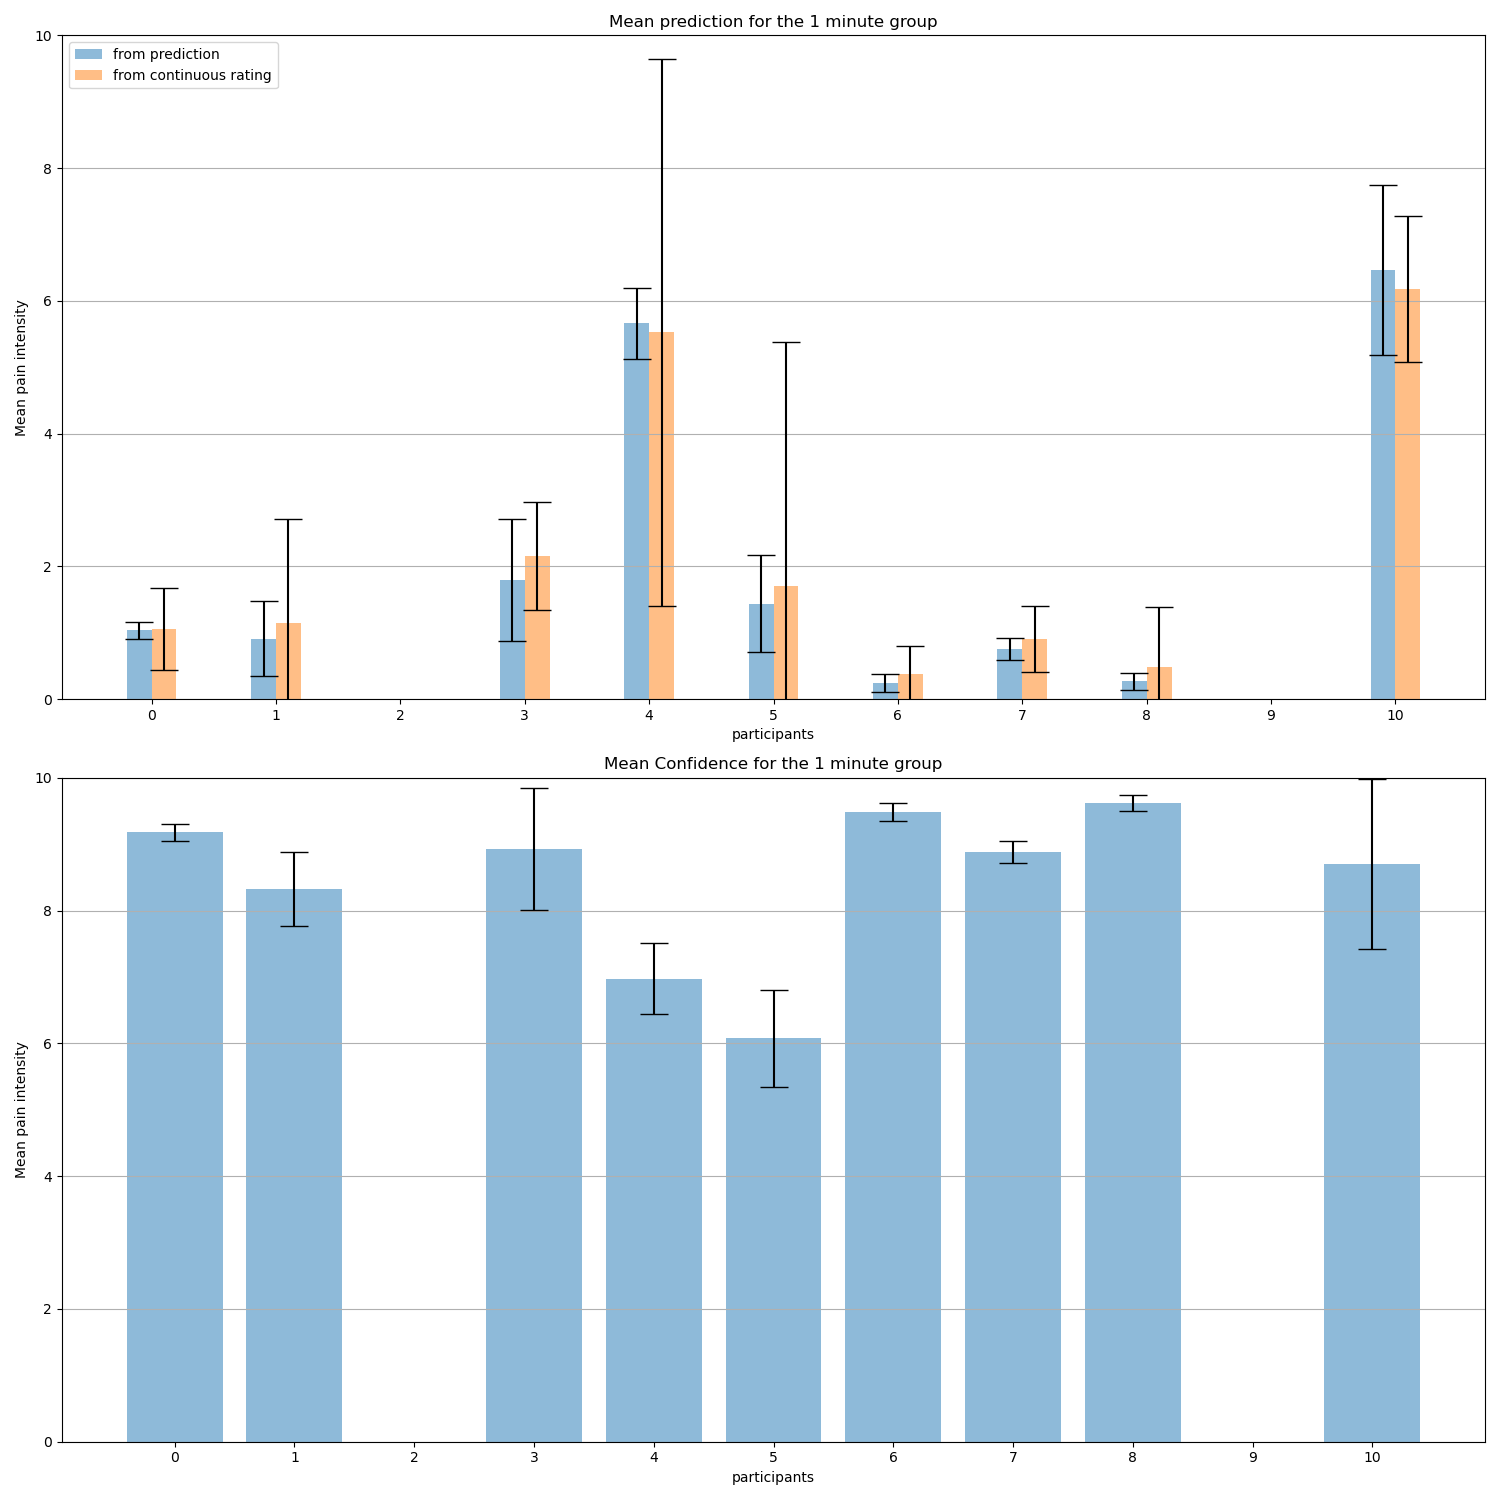 Mean prediction for the 1 minute group
10
8
6
4
2
0
Mean pain intensity
from prediction
from continuous rating
0 1 2 3 4 5 6 7 8 9 10
participants
Mean Confidence for the 1 minute group
10
8
6
4
2
0
Mean pain intensity
0 1 2 3 4 5 6 7 8 9 10
participants